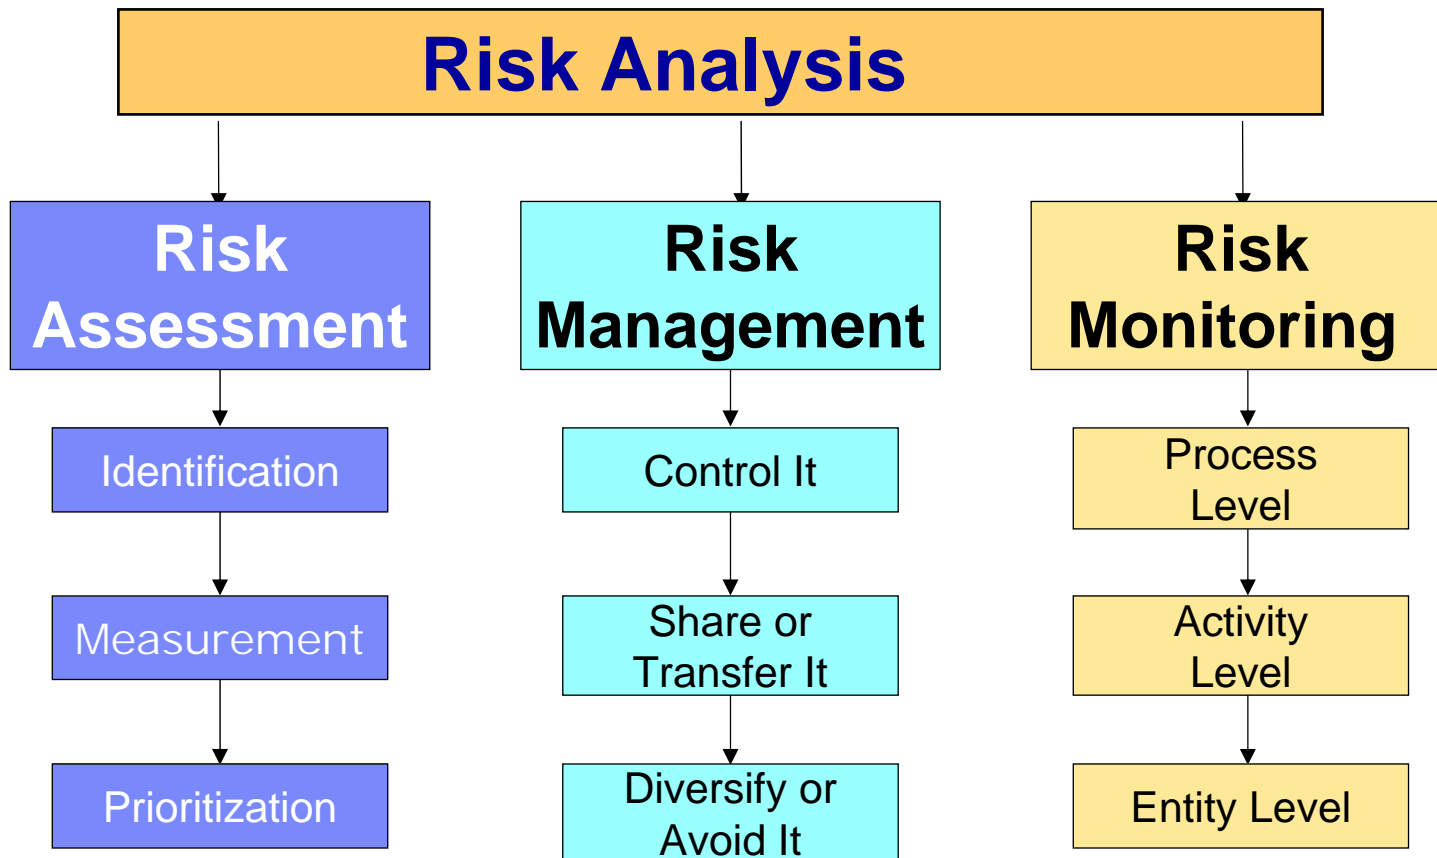 Risk Analysis
Risk
Assessment
Identification
Measurement
Prioritization
Risk
Management
Control It
Share or
Transfer It
Diversify or
Avoid It
Risk
Monitoring
Process
Level
Activity
Level
Entity Level